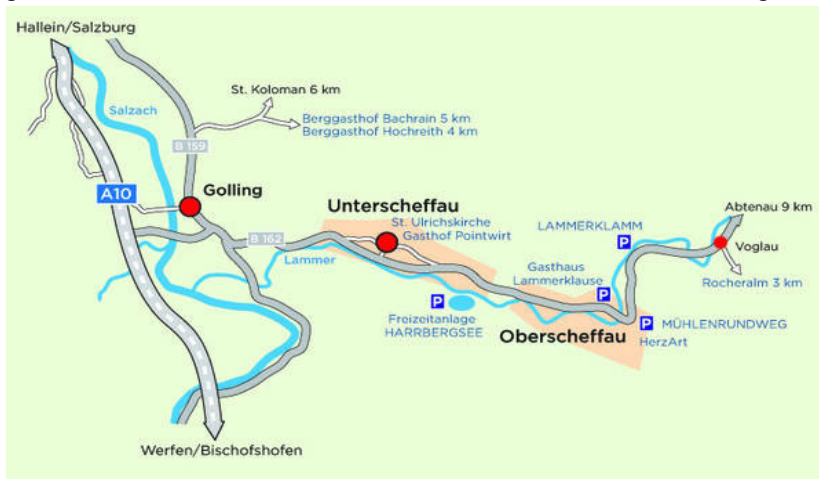 Hallein/Salzburg
St. Koloman 6 km
Salzach
Berggasthof Bachrain 5 km
Berggasthof Hochreith 4 km
B 159
A10
Golling
Unterscheffau
St. Ulrichskirche
Gasthof Pointwirt
Abtenau 9 km
LAMMERKLAMM
P
B 162
Voglau
Lammer
Gasthaus
Lammerklause
P
Rocheralm 3 km
P
Freizeitanlage
HARRBERGSEE
Oberscheffau
P
MÜHLENRUNDWEG
HerzArt
Werfen/Bischofshofen